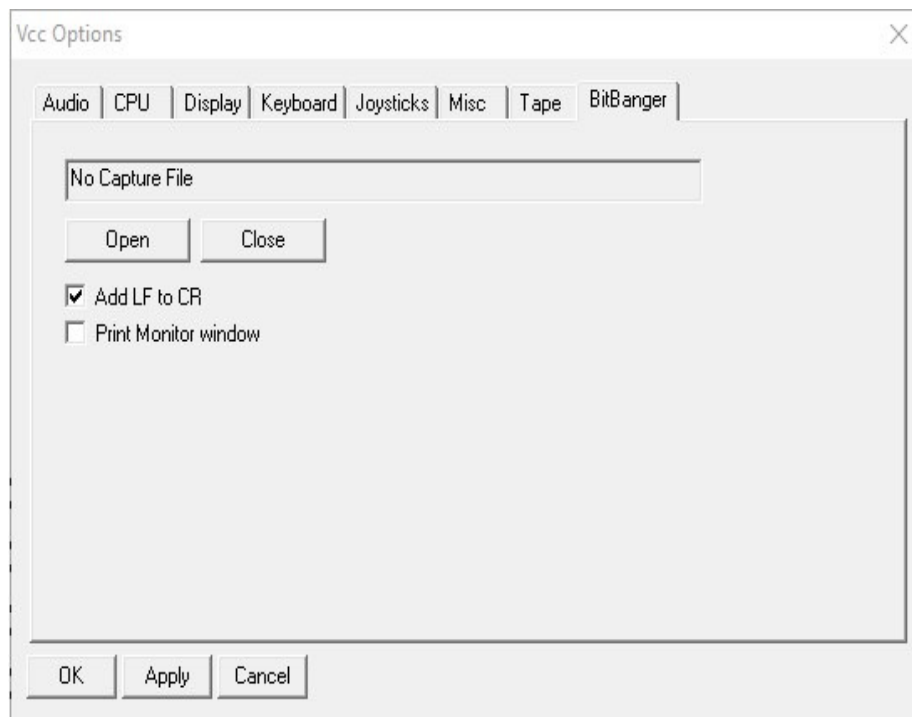 Vcc Options
Audio CPU Display Keyboard Joysticks Misc Tape BitBanger
No Capture File
Open Close
Add LF to CR
Print Monitor window
OK Apply Cancel